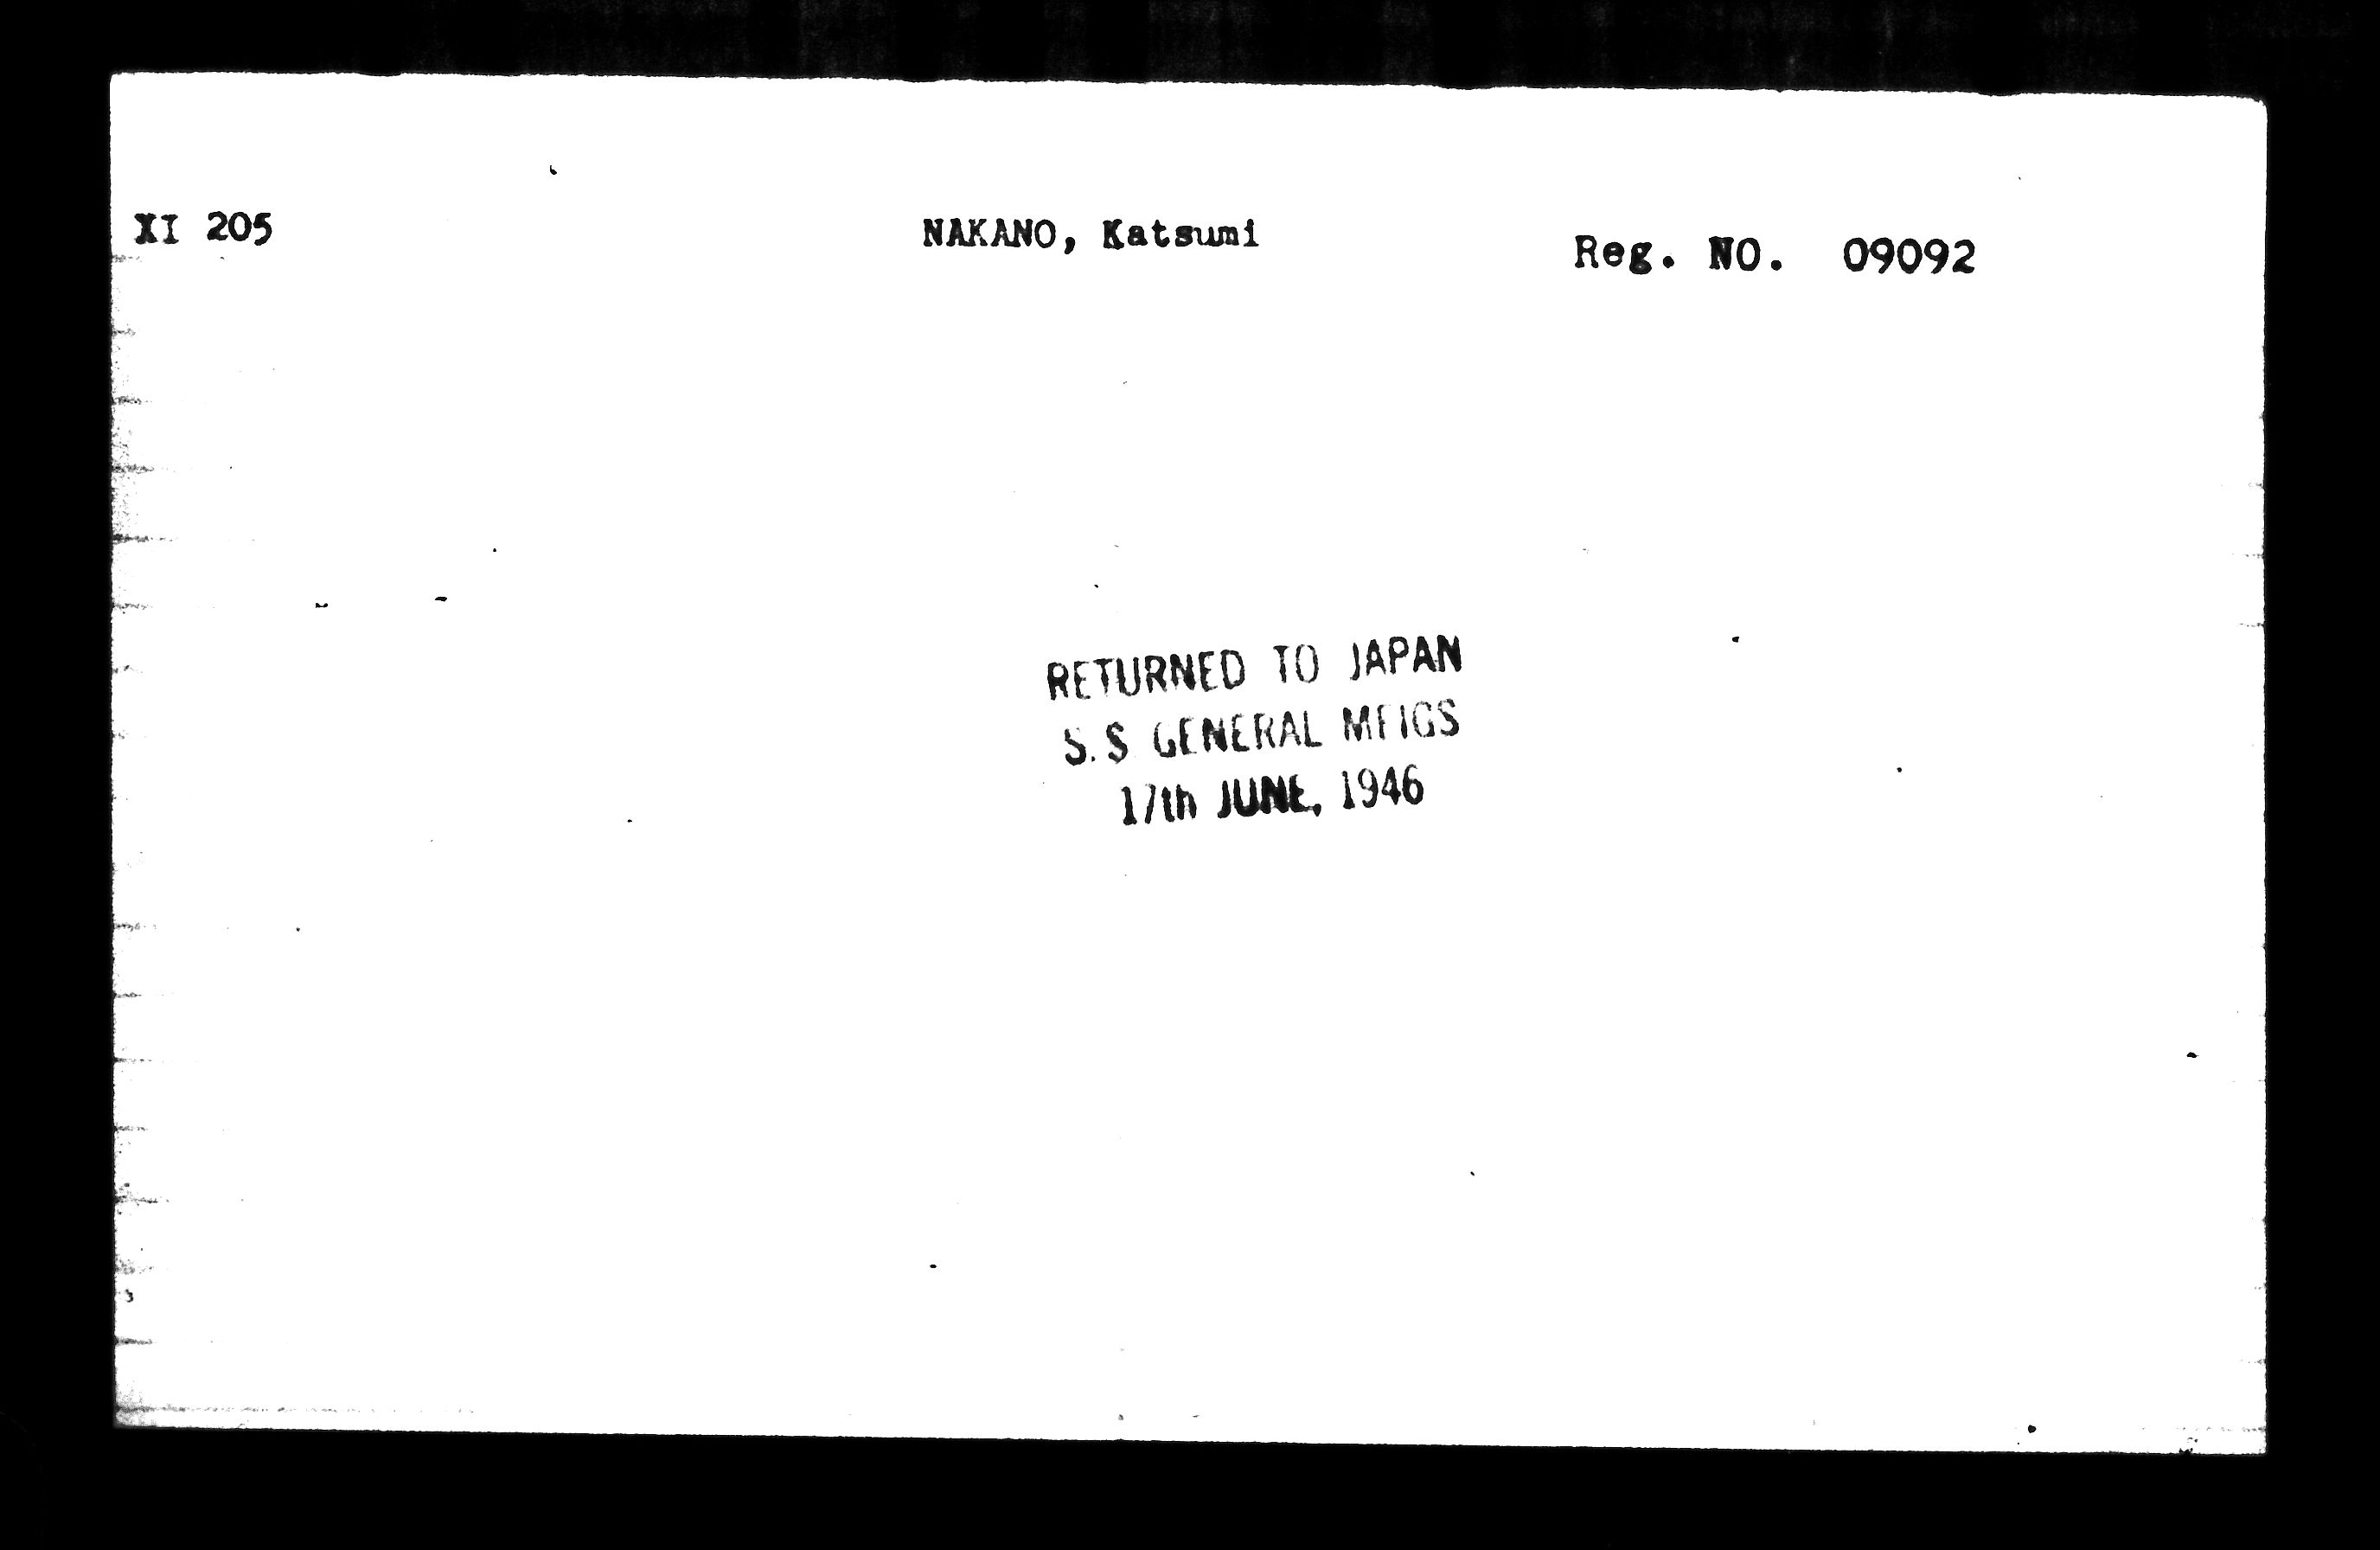 XI 205 NAKANO, Katsumi Reg. NO. 09092
RETURNED TO JAPAN
S.S GENERAL MEIGS
17th JUNE, 1946